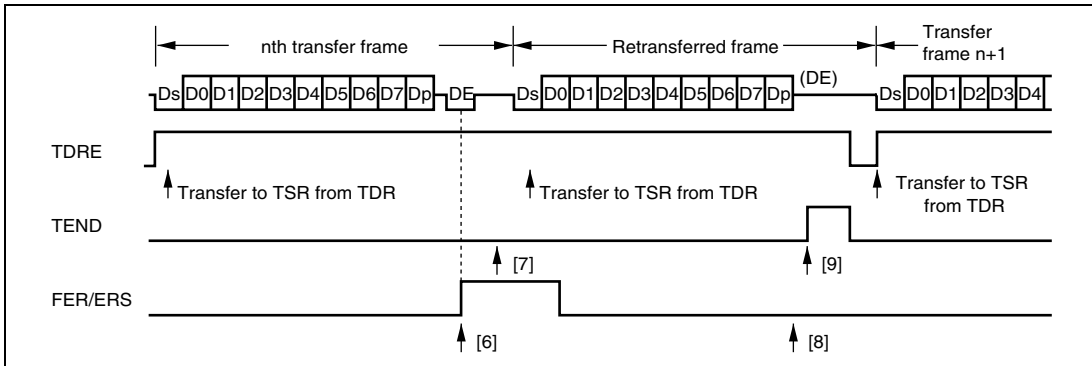 nth transfer frame
Retransferred frame
Transfer
frame n+1
Ds D0 D1 D2 D3 D4 D5 D6 D7 Dp DE Ds D0 D1 D2 D3 D4 D5 D6 D7 Dp (DE) Ds D0 D1 D2 D3 D4
TDRE
Transfer to TSR from TDR
Transfer to TSR from TDR
Transfer to TSR
from TDR
TEND
[7]
[9]
FER/ERS
[6]
[8]